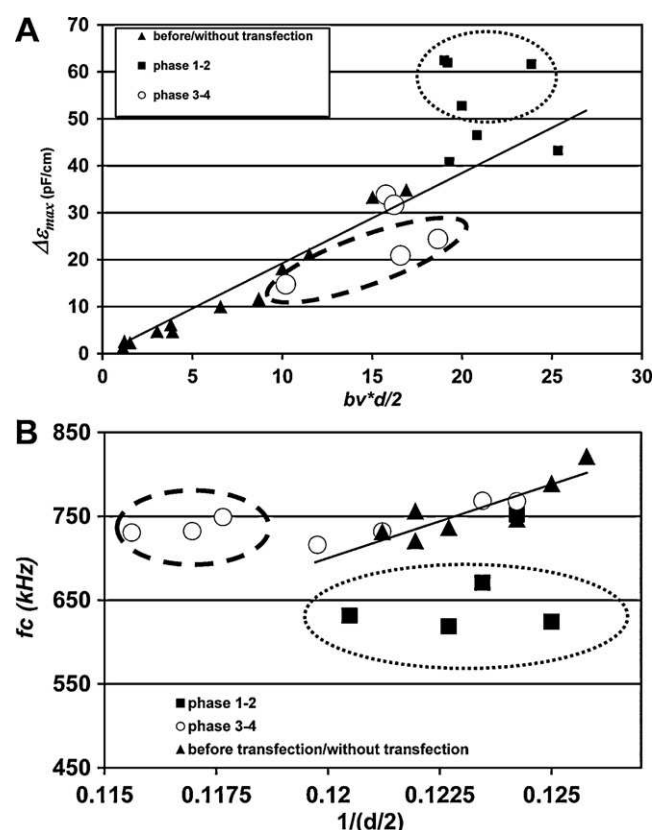 A
before/without transfection
phase 1-2
phase 3-4
Δε_max (pF/cm)
70
60
50
40
30
20
10
0
0 5 10 15 20 25 30
bv*d/2
B
850
750
650
550
450
fc (kHz)
phase 1-2
phase 3-4
before transfection/without transfection
0.115 0.1175 0.12 0.1225 0.125
1/(d/2)